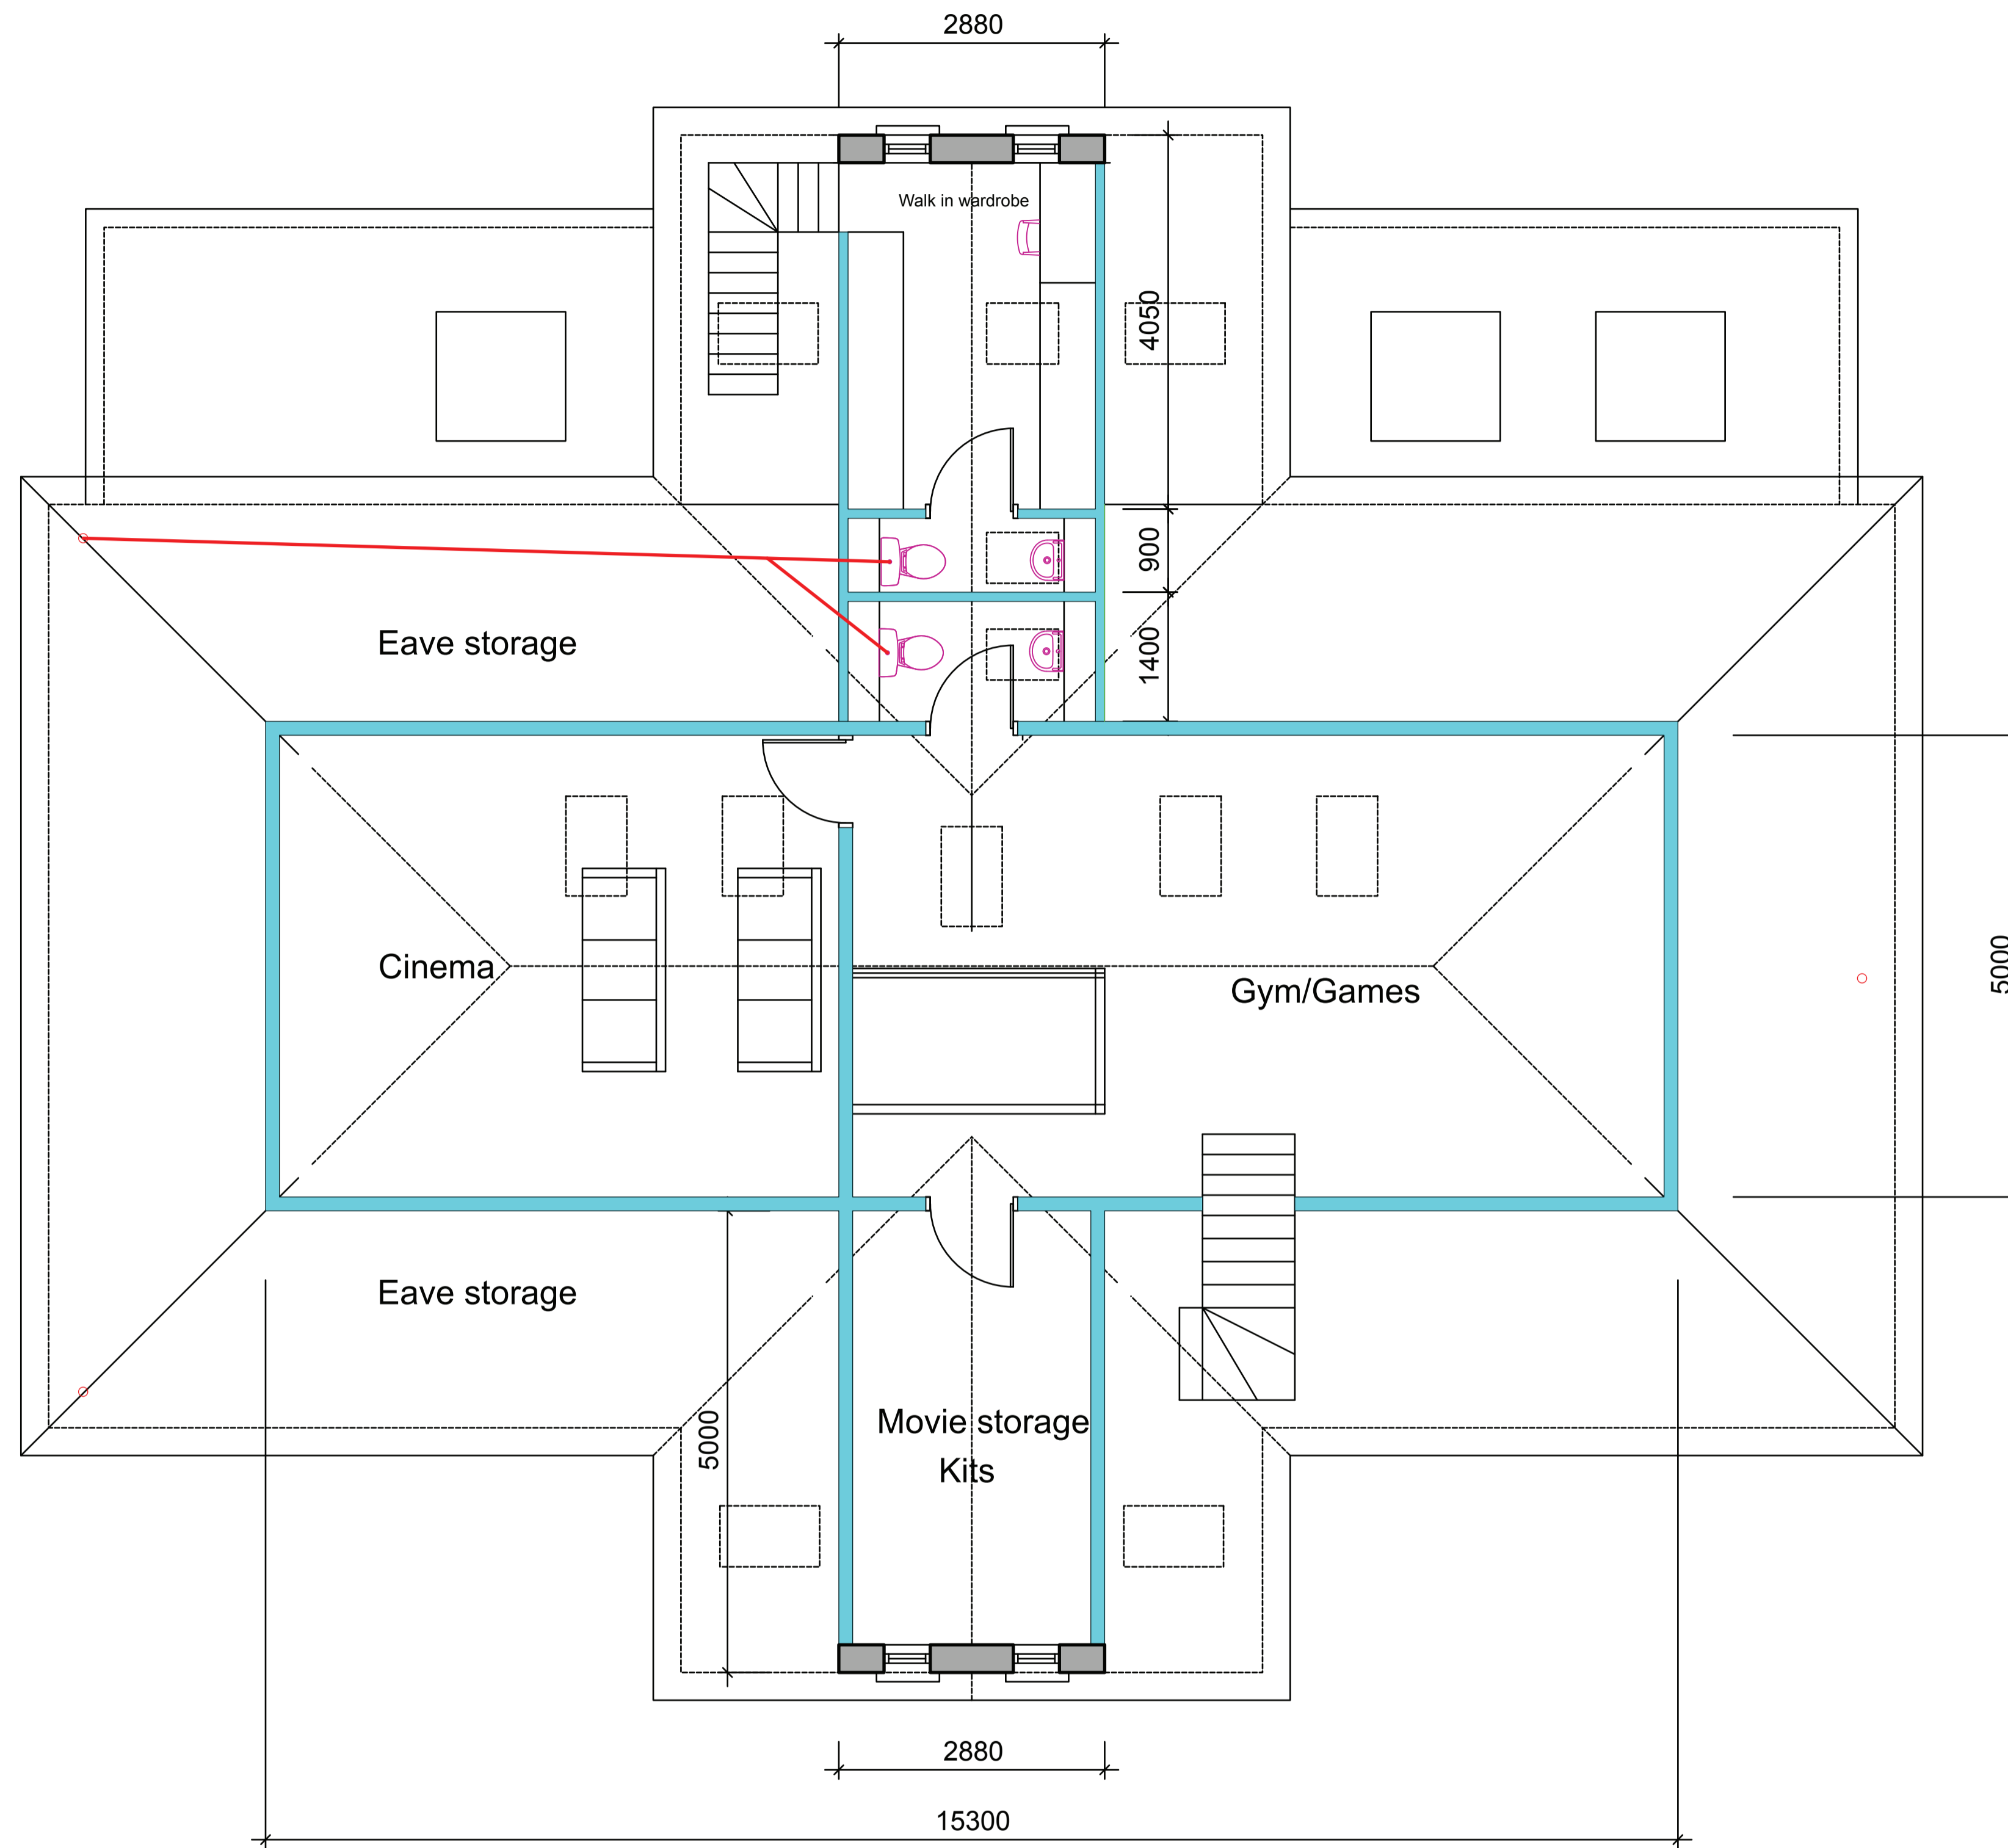 2880
Walk in wardrobe
4050
900
1400
Eave storage
Cinema
Gym/Games
5000
Eave storage
5000
Movie storage
Kits
2880
15300